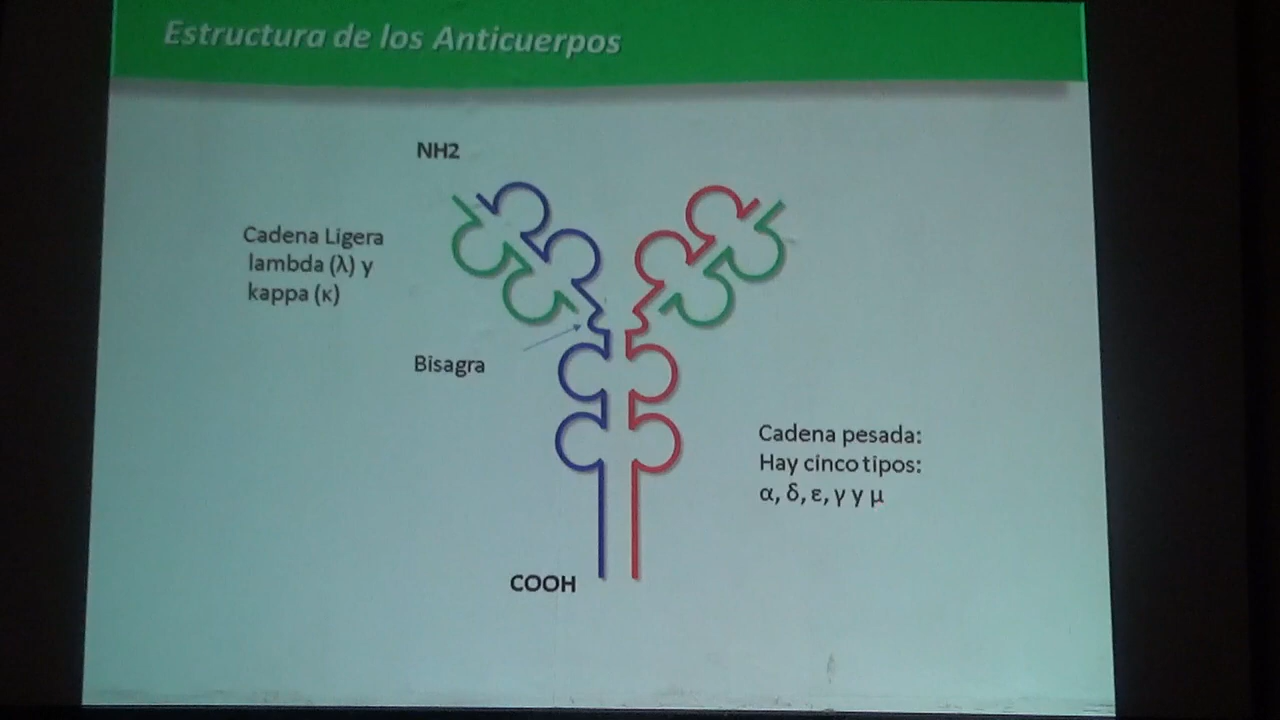 Estructura de los Anticuerpos
NH2
Cadena Ligera
lambda (λ) y
kappa (κ)
Bisagra
Cadena pesada:
Hay cinco tipos:
α, δ, ε, γ y μ
COOH